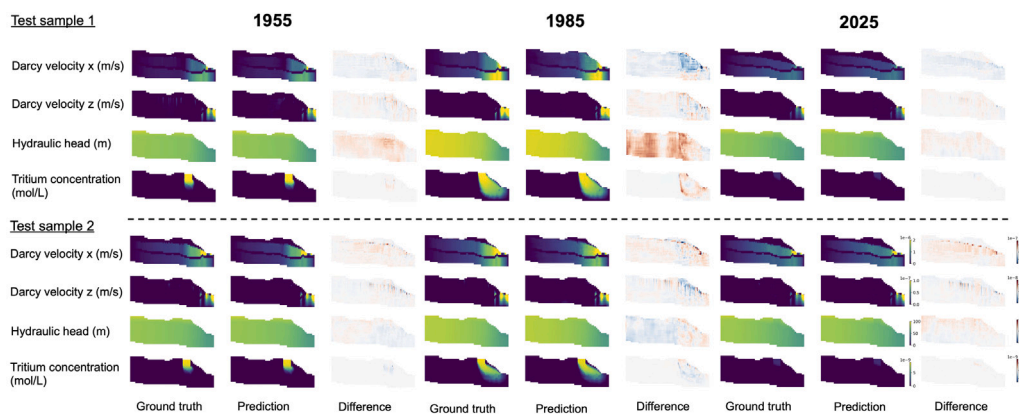 Test sample 1 1955 1985 2025
Darcy velocity x (m/s)
Darcy velocity z (m/s)
Hydraulic head (m)
Tritium concentration
(mol/L)
Test sample 2
Darcy velocity x (m/s)
Darcy velocity z (m/s)
Hydraulic head (m)
Tritium concentration
(mol/L)
Ground truth Prediction Difference Ground truth Prediction Difference Ground truth Prediction Difference